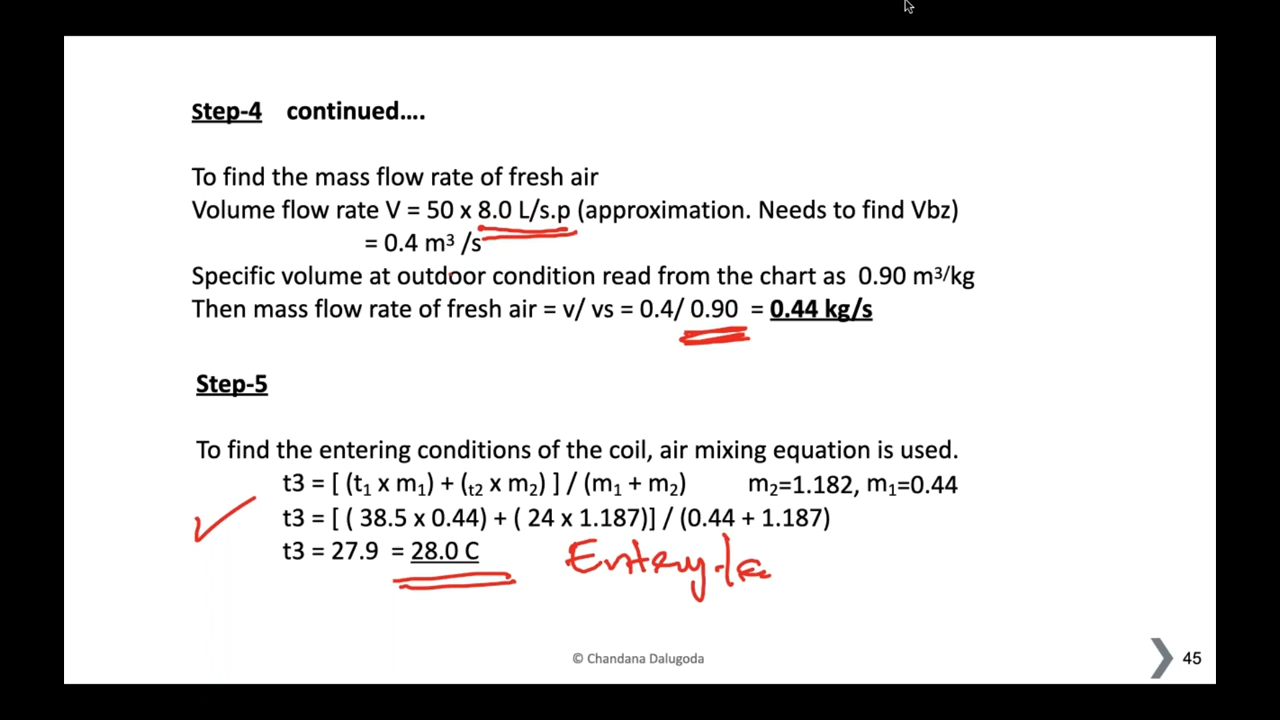 Step-4 continued....
To find the mass flow rate of fresh air
Volume flow rate V = 50 x 8.0 L/s.p (approximation. Needs to find Vbz)
= 0.4 m³ /s
Specific volume at outdoor condition read from the chart as 0.90 m³/kg
Then mass flow rate of fresh air = v/ vs = 0.4/ 0.90 = 0.44 kg/s
Step-5
To find the entering conditions of the coil, air mixing equation is used.
t3 = [ (t₁ x m₁) + (t2 x m₂) ] / (m₁ + m₂) m₂=1.182, m₁=0.44
t3 = [ ( 38.5 x 0.44) + ( 24 x 1.187)] / (0.44 + 1.187)
t3 = 27.9 = 28.0 C
© Chandana Dalugoda
45